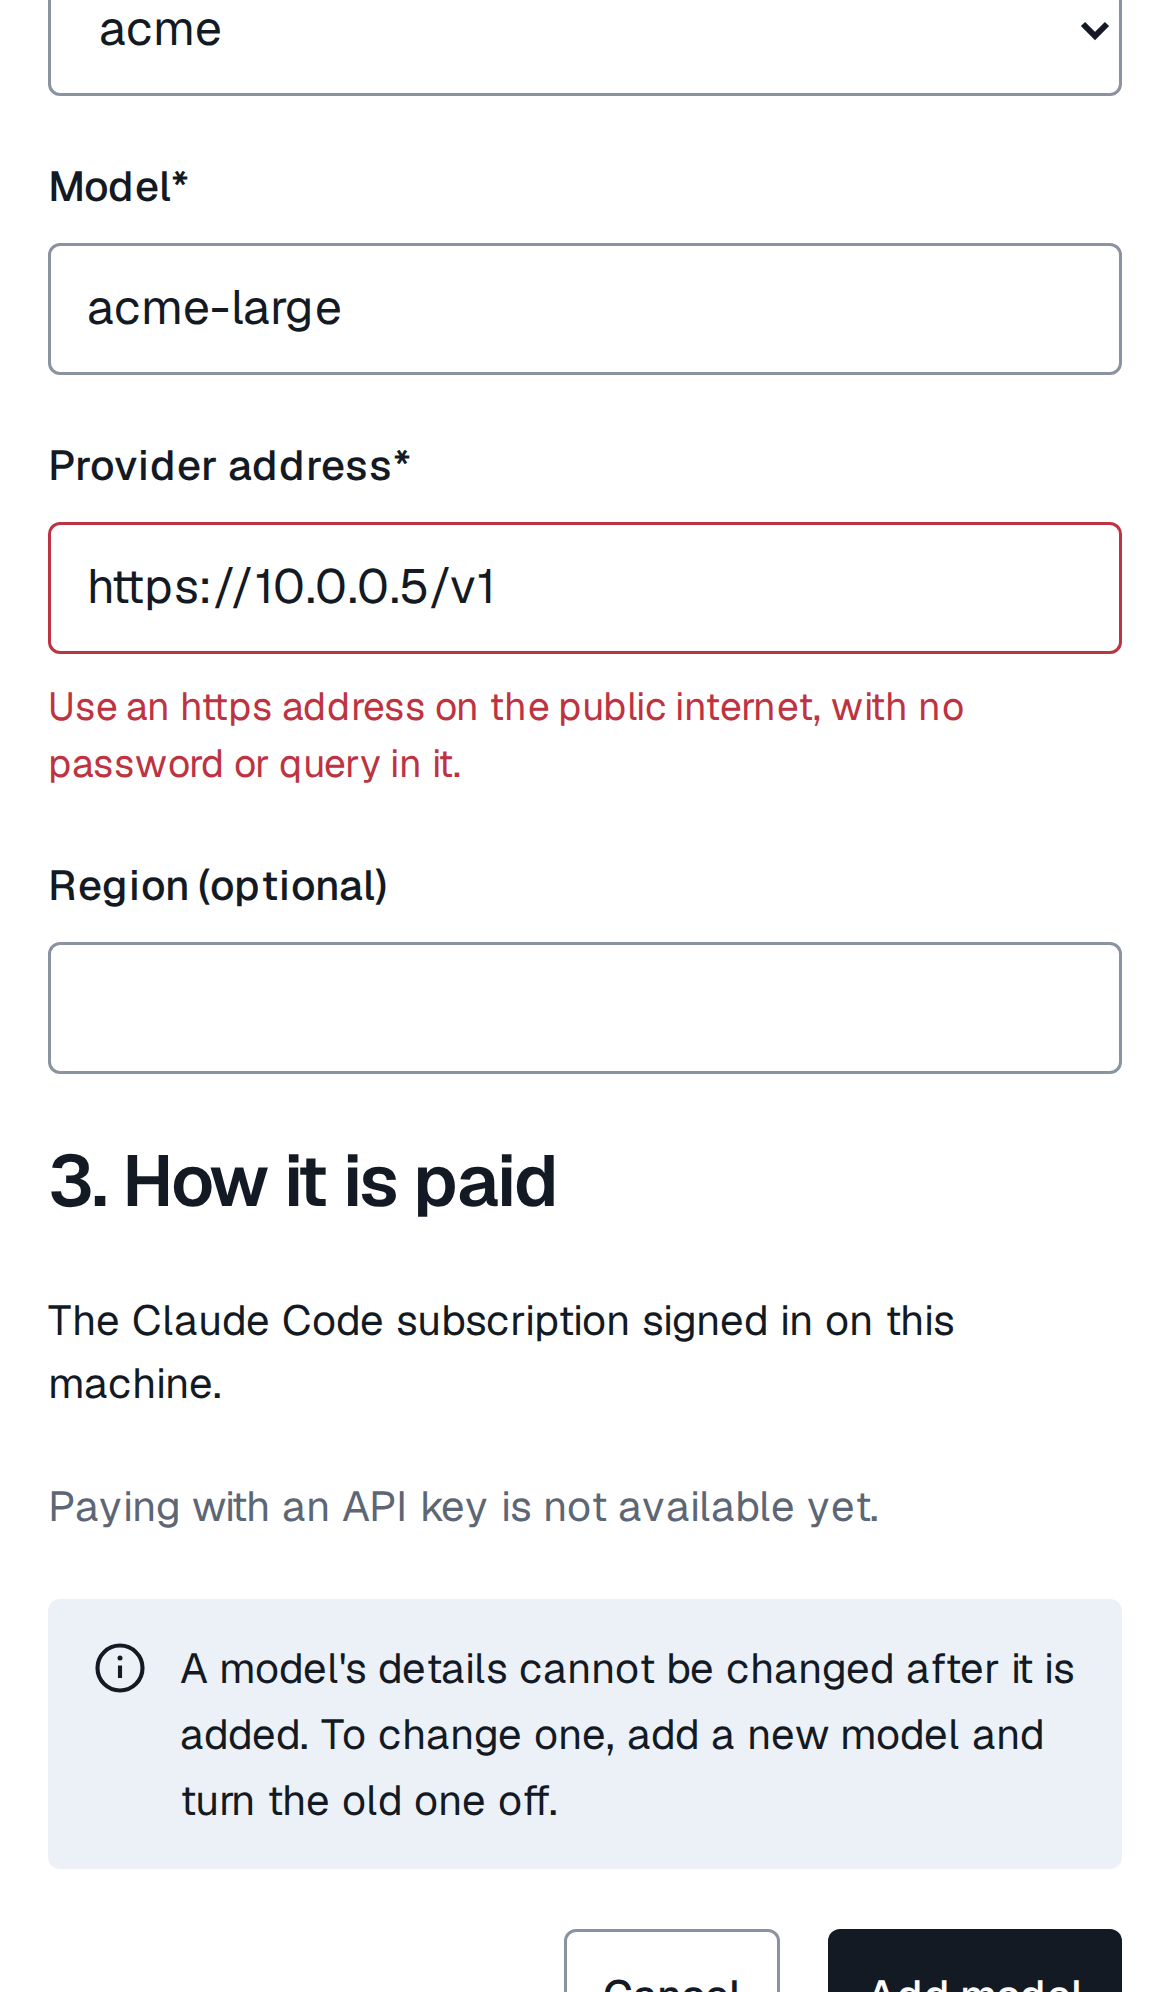 acme
Model*
acme-large
Provider address*
https://10.0.0.5/v1
Use an https address on the public internet, with no
password or query in it.
Region (optional)
3. How it is paid
The Claude Code subscription signed in on this
machine.
Paying with an API key is not available yet.
A model's details cannot be changed after it is
added. To change one, add a new model and
turn the old one off.
Cancel
Add model